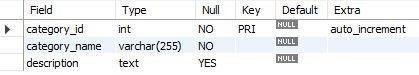 Field Type Null Key Default Extra
category_id int NO PRI NULL auto_increment
category_name varchar(255) NO NULL
description text YES NULL